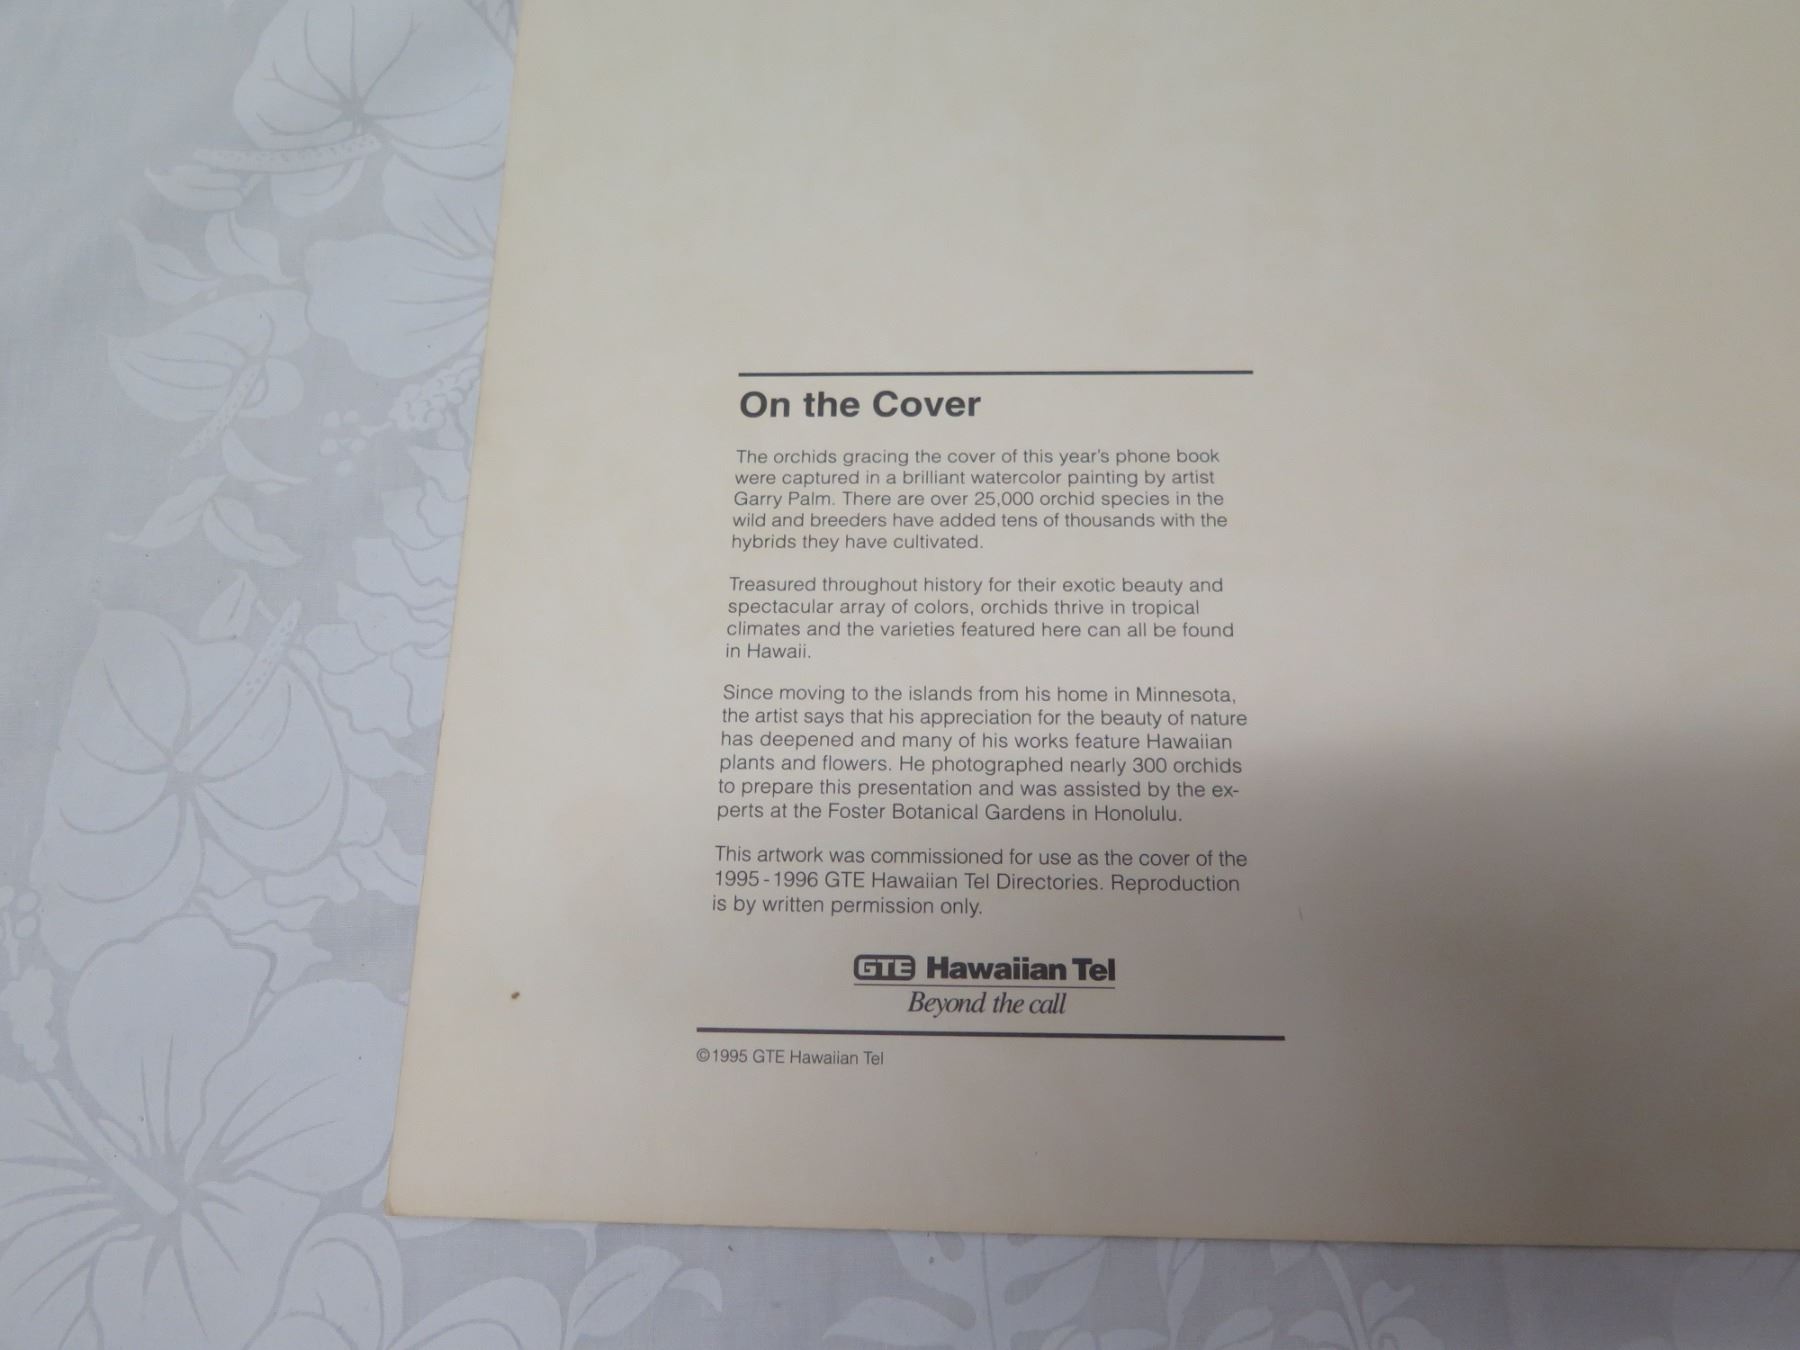 On the Cover
The orchids gracing the cover of this year's phone book
were captured in a brilliant watercolor painting by artist
Garry Palm. There are over 25,000 orchid species in the
wild and breeders have added tens of thousands with the
hybrids they have cultivated.
Treasured throughout history for their exotic beauty and
spectacular array of colors, orchids thrive in tropical
climates and the varieties featured here can all be found
in Hawaii.
Since moving to the islands from his home in Minnesota,
the artist says that his appreciation for the beauty of nature
has deepened and many of his works feature Hawaiian
plants and flowers. He photographed nearly 300 orchids
to prepare this presentation and was assisted by the ex-
perts at the Foster Botanical Gardens in Honolulu.
This artwork was commissioned for use as the cover of the
1995-1996 GTE Hawaiian Tel Directories. Reproduction
is by written permission only.
GTE Hawaiian Tel
Beyond the call
©1995 GTE Hawaiian Tel